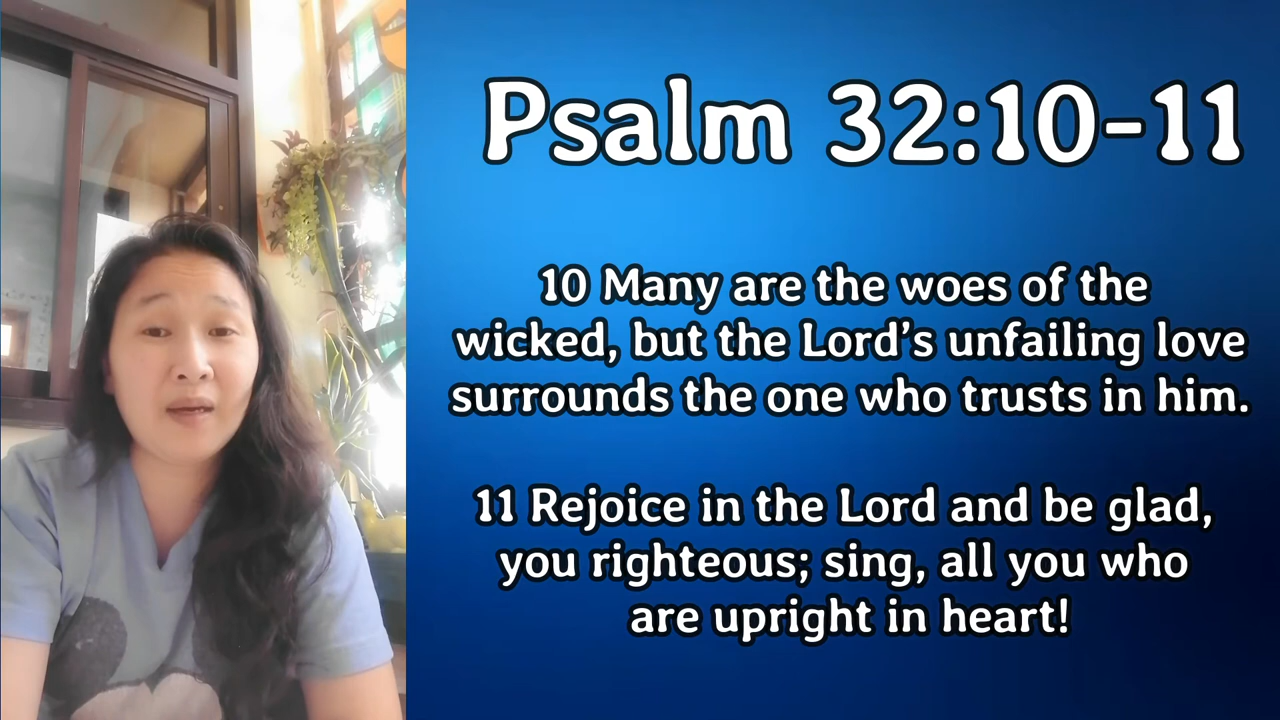 Psalm 32:10-11
10 Many are the woes of the
wicked, but the Lord’s unfailing love
surrounds the one who trusts in him.
11 Rejoice in the Lord and be glad,
you righteous; sing, all you who
are upright in heart!